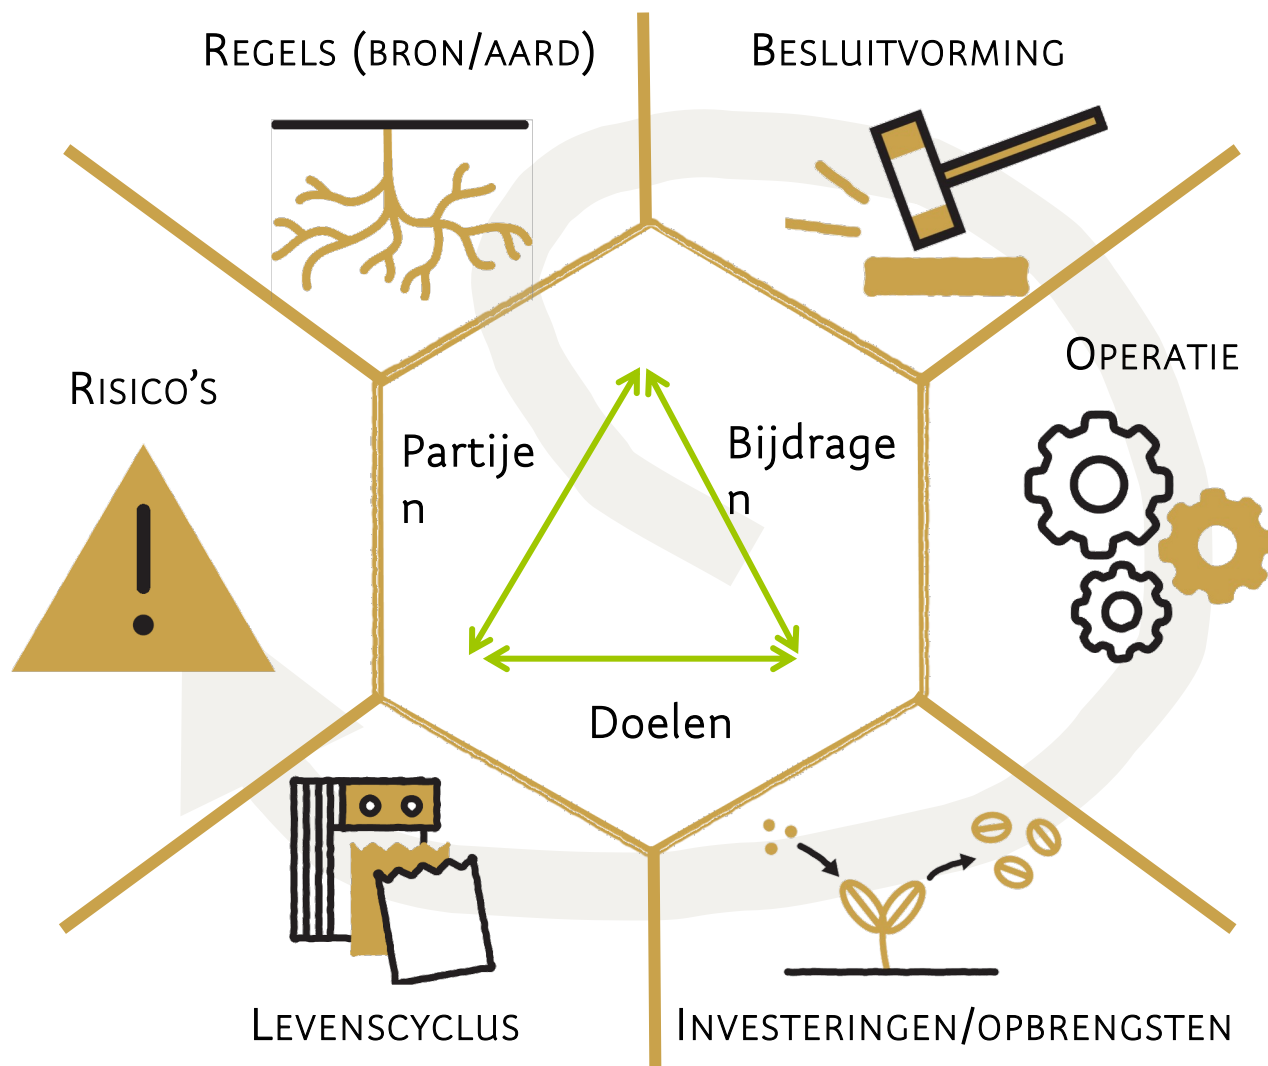 REGELS (BRON/AARD)
BESLUITVORMING
OPERATIE
RISICO'S
Partije
n
Bijdrage
n
Doelen
LEVENSCYCLUS
INVESTERINGEN/OPBRENGSTEN